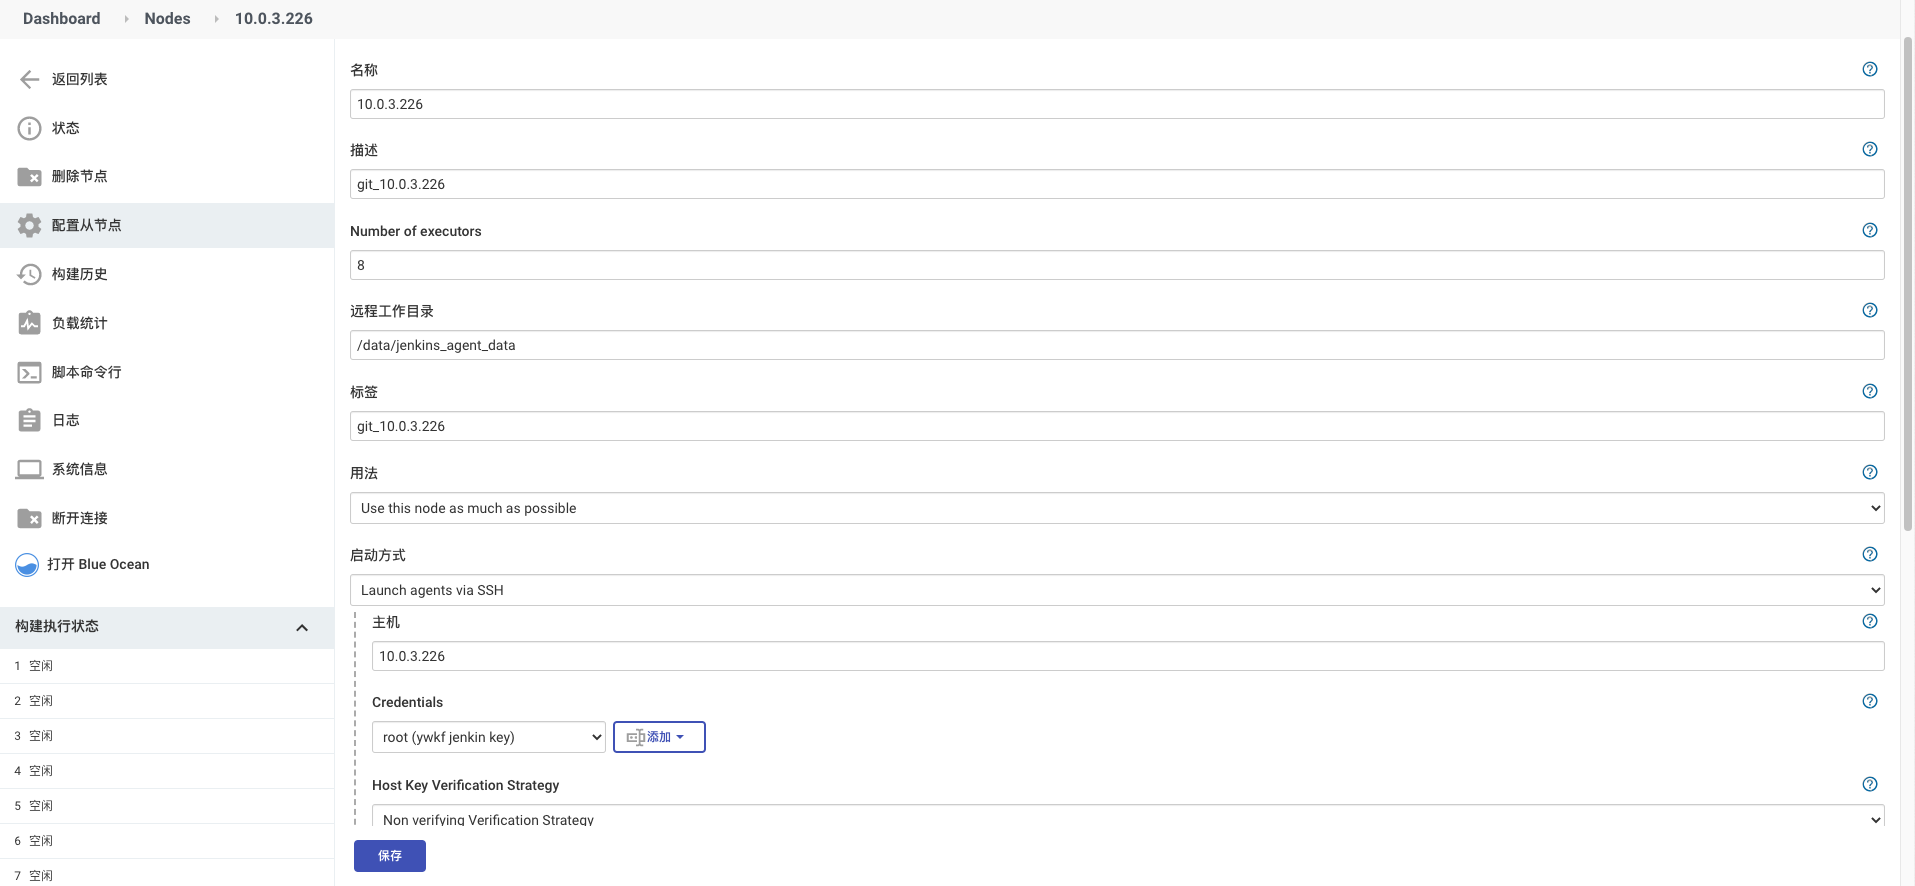 Dashboard Nodes 10.0.3.226
返回列表
状态
删除节点
配置从节点
构建历史
负载统计
脚本命令行
日志
系统信息
断开连接
打开 Blue Ocean
构建执行状态
1 空闲
2 空闲
3 空闲
4 空闲
5 空闲
6 空闲
7 空闲
名称
10.0.3.226
描述
git_10.0.3.226
Number of executors
8
远程工作目录
/data/jenkins_agent_data
标签
git_10.0.3.226
用法
Use this node as much as possible
启动方式
Launch agents via SSH
主机
10.0.3.226
Credentials
root (ywkf jenkin key) 添加
Host Key Verification Strategy
Non verifying Verification Strategy
保存